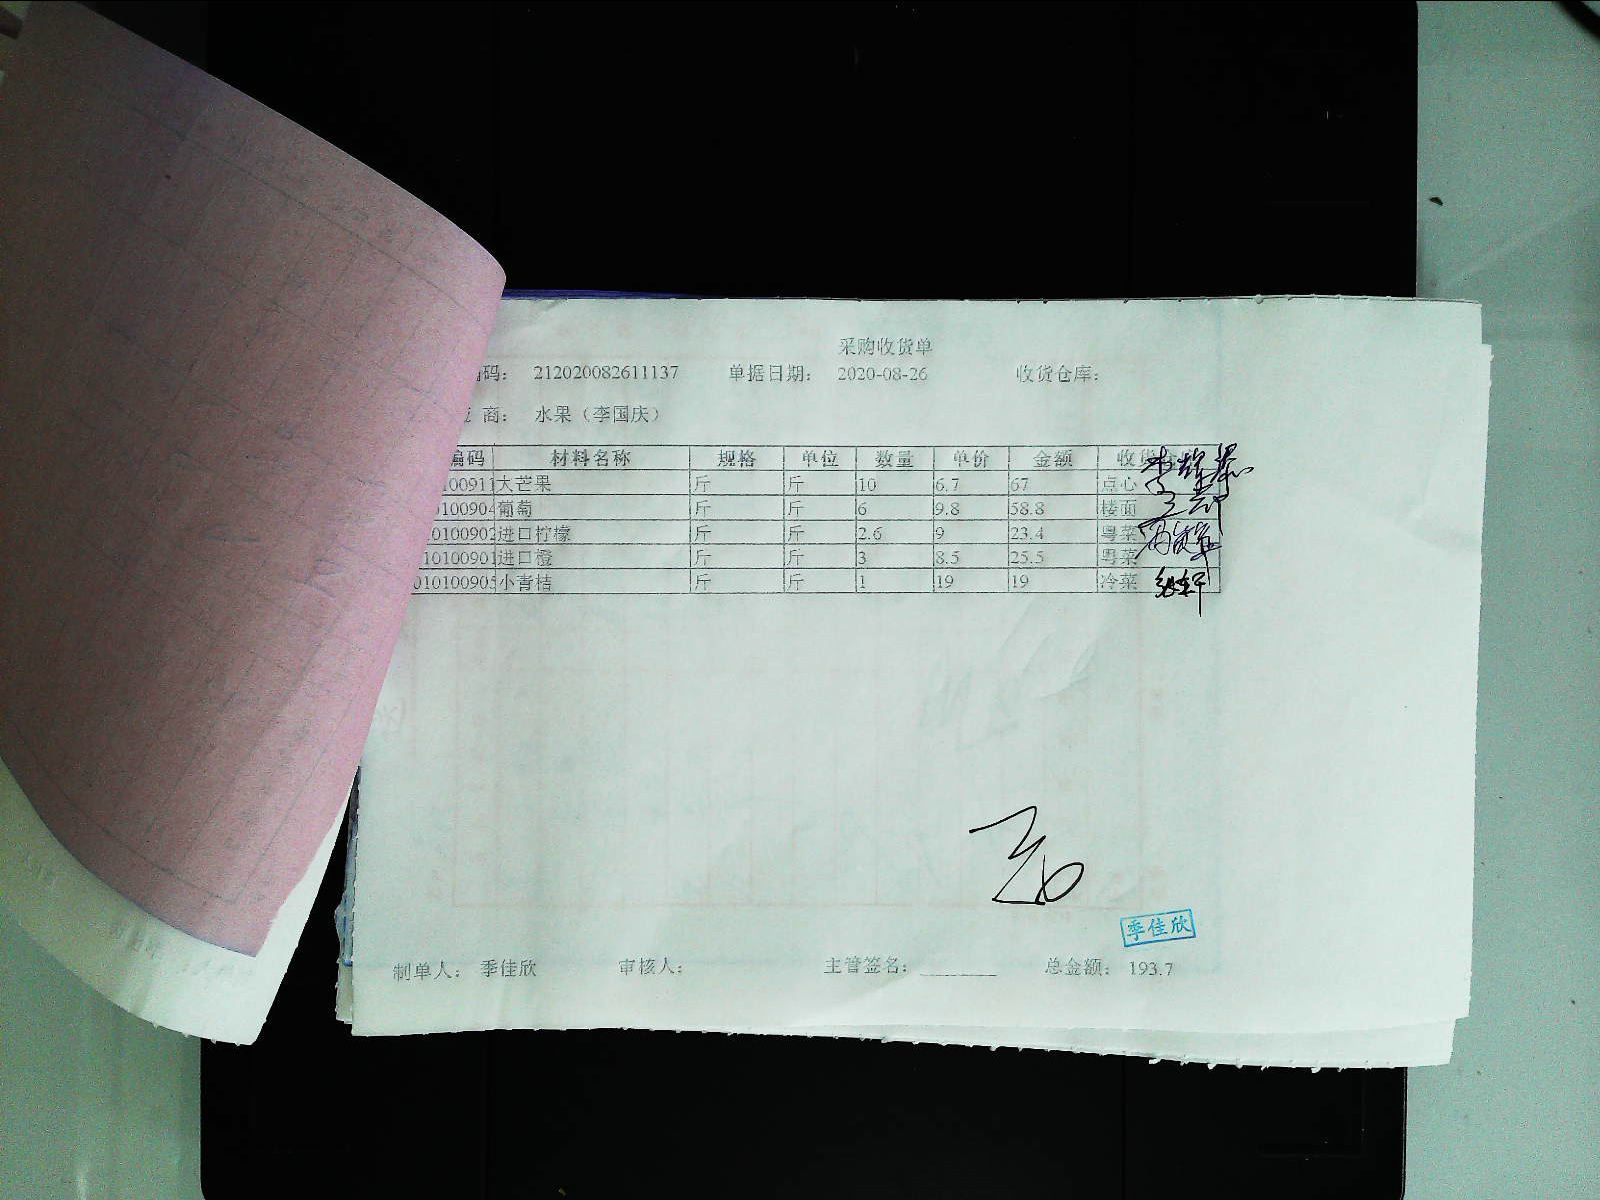 采购收货单
码: 212020082611137 单据日期: 2020-08-26 收货仓库:
商: 水果（李国庆）
编码 材料名称 规格 单位 数量 单价 金额 收货
100911 大芒果 斤 斤 10 6.7 67 点心
010100904 葡萄 斤 斤 6 9.8 58.8 楼面
10100902 进口柠檬 斤 斤 2.6 9 23.4 粤菜
10100901 进口橙 斤 斤 3 8.5 25.5 粤菜
010100905 小青桔 斤 斤 1 19 19 冷菜
季佳欣
制单人: 季佳欣 审核人: 主管签名: ________ 总金额: 193.7